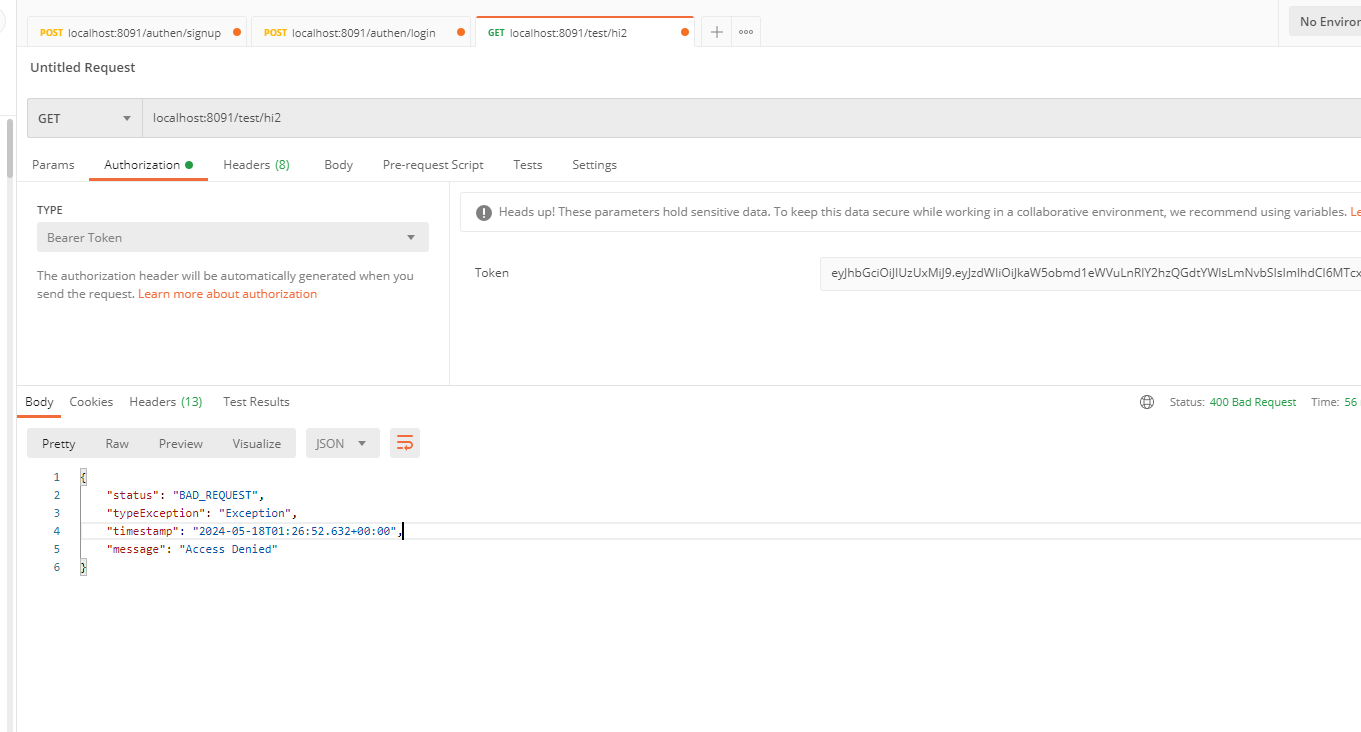 POST localhost:8091/authen/signup POST localhost:8091/authen/login GET localhost:8091/test/hi2 No Environ
Untitled Request
GET localhost:8091/test/hi2
Params Authorization Headers (8) Body Pre-request Script Tests Settings
TYPE
Bearer Token
The authorization header will be automatically generated when you
send the request. Learn more about authorization
Heads up! These parameters hold sensitive data. To keep this data secure while working in a collaborative environment, we recommend using variables. Le
Token
Body Cookies Headers (13) Test Results Status: 400 Bad Request Time: 56
Pretty Raw Preview Visualize JSON
1 {
2 "status": "BAD_REQUEST",
3 "typeException": "Exception",
4 "timestamp": "2024-05-18T01:26:52.632+00:00",
5 "message": "Access Denied"
6 }